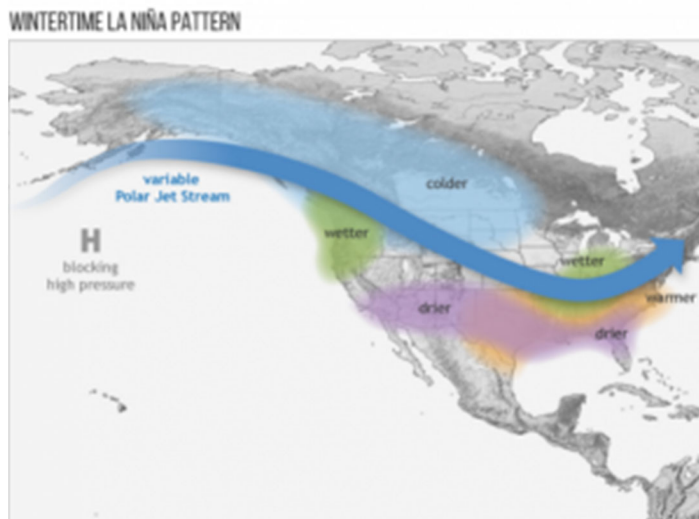 WINTERTIME LA NIÑA PATTERN
variable
Polar Jet Stream
colder
H
blocking
high pressure
wetter
wetter
warmer
drier
drier